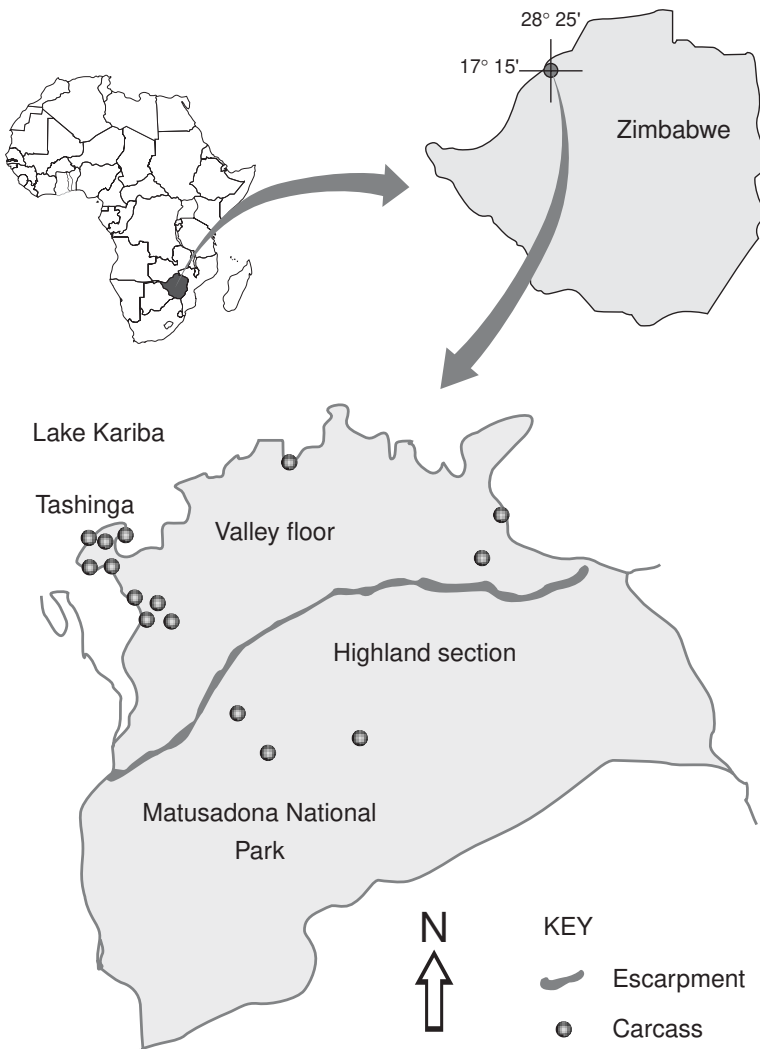 28° 25'
17° 15'
Zimbabwe
Lake Kariba
Tashinga
Valley floor
Highland section
Matusadona National
Park
N
KEY
Escarpment
Carcass